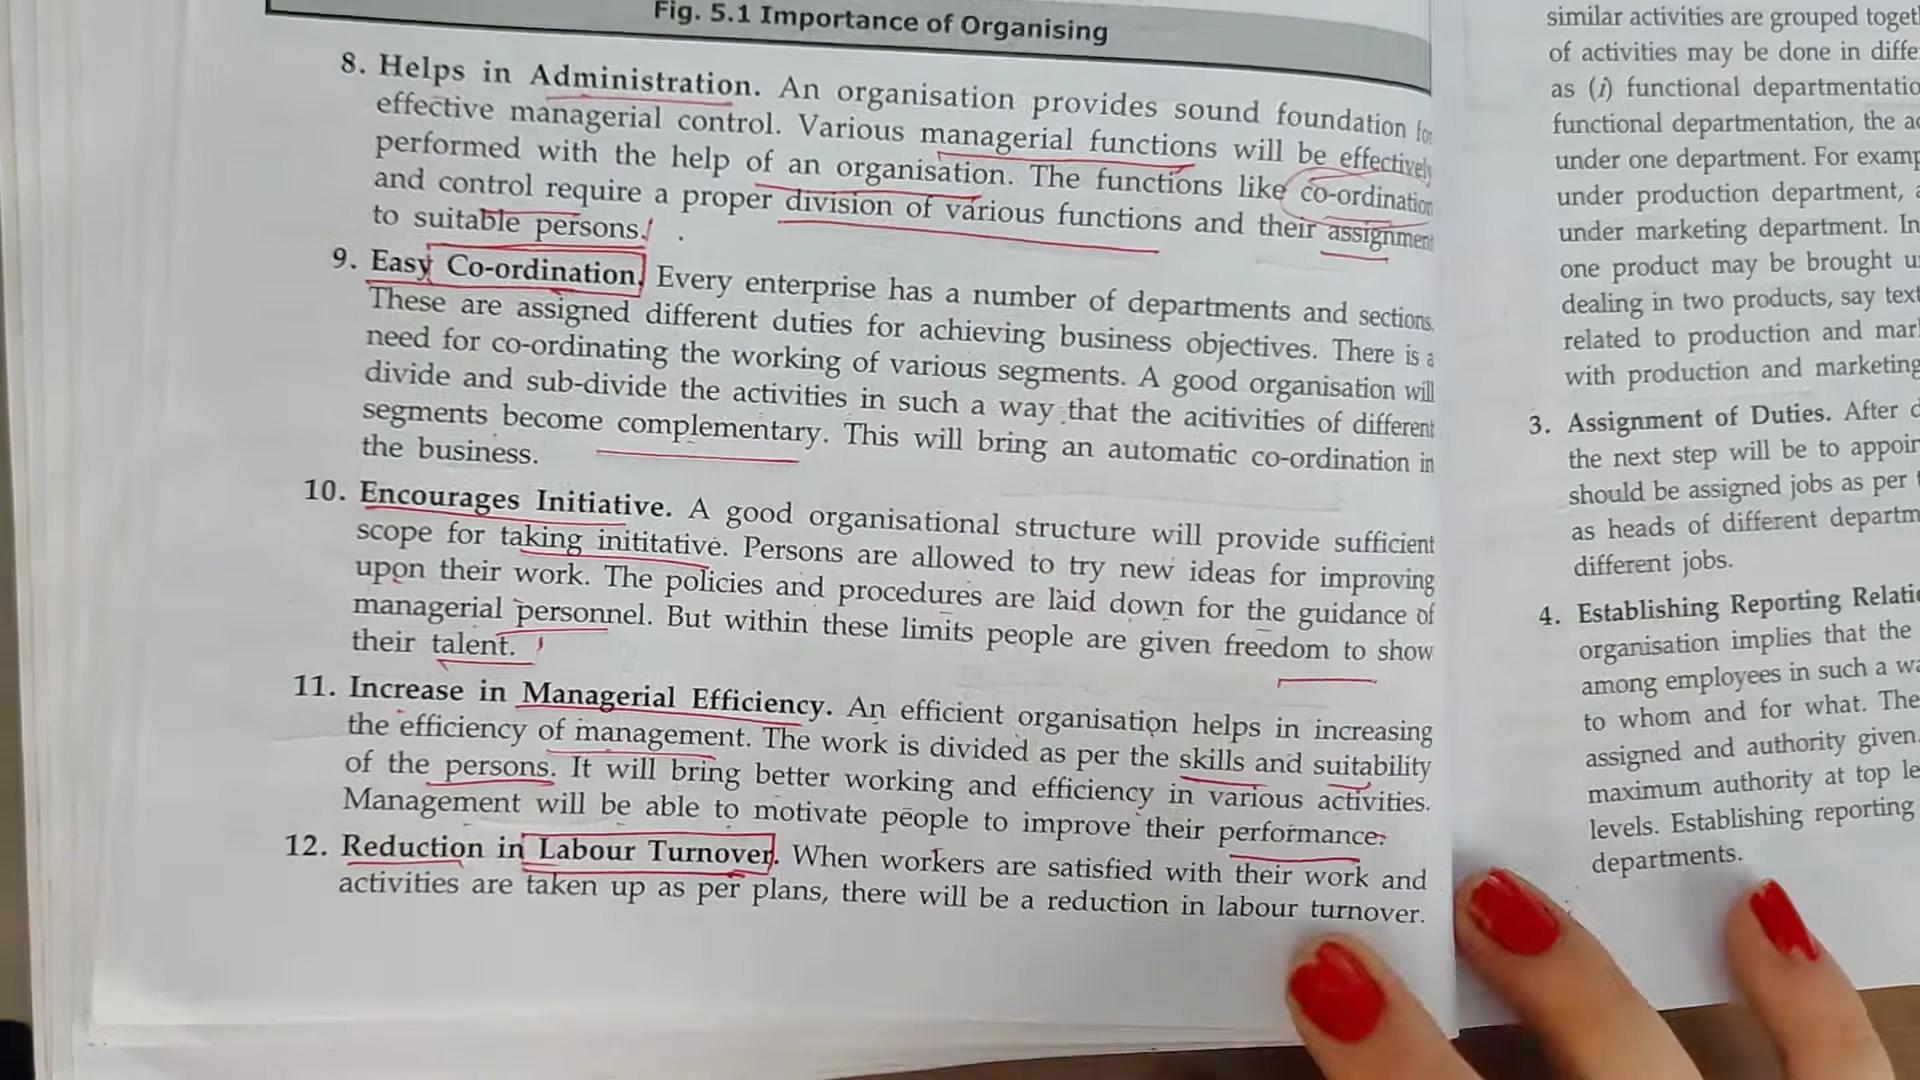 Fig. 5.1 Importance of Organising
8. Helps in Administration. An organisation provides sound foundation for
effective managerial control. Various managerial functions will be effectively
performed with the help of an organisation. The functions like co-ordination
and control require a proper division of various functions and their assignment
to suitable persons.
9. Easy Co-ordination. Every enterprise has a number of departments and sections.
These are assigned different duties for achieving business objectives. There is a
need for co-ordinating the working of various segments. A good organisation will
divide and sub-divide the activities in such a way that the acitivities of different
segments become complementary. This will bring an automatic co-ordination in
the business.
10. Encourages Initiative. A good organisational structure will provide sufficient
scope for taking inititative. Persons are allowed to try new ideas for improving
upon their work. The policies and procedures are laid down for the guidance of
managerial personnel. But within these limits people are given freedom to show
their talent.
11. Increase in Managerial Efficiency. An efficient organisation helps in increasing
the efficiency of management. The work is divided as per the skills and suitability
of the persons. It will bring better working and efficiency in various activities.
Management will be able to motivate people to improve their performance.
12. Reduction in Labour Turnover. When workers are satisfied with their work and
activities are taken up as per plans, there will be a reduction in labour turnover.
similar activities are grouped
of activities may be done in
as (i) functional
functional departmentation, the
under one department. For
under production department,
under marketing department. In
one product may be brought
dealing in two products, say
related to production and
with production and marketing
3. Assignment of Duties. After
the next step will be to
should be assigned jobs as per
as heads of different
different jobs.
4. Establishing Reporting
organisation implies that the
among employees in such a
to whom and for what. The
assigned and authority given.
maximum authority at top
levels. Establishing reporting
departments.